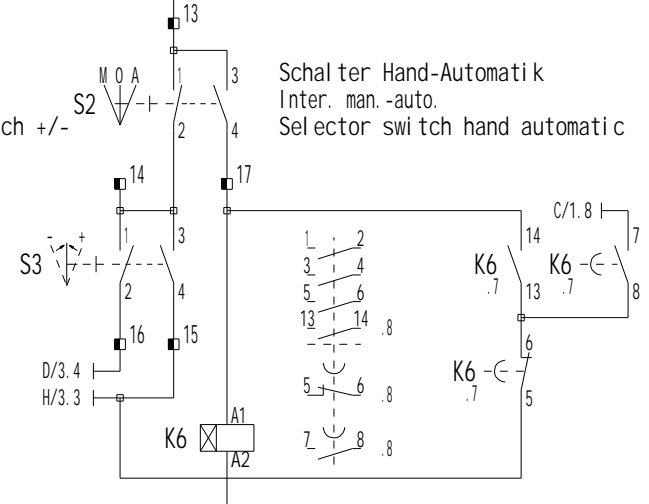 13
M O A
1
3
Schalter Hand-Automatik
Inter. man.-auto.
Selector switch hand automatic
S2
ch +/-
2
4
14
17
C/1.8
- +
1
3
S3
2
4
1 2
3 4
5 6
13 14 .8
5 6 .8
7 8 .8
14
K6
.7
13
7
K6
.7
8
16
15
D/3.4
H/3.3
6
K6
.7
5
K6
A1
A2